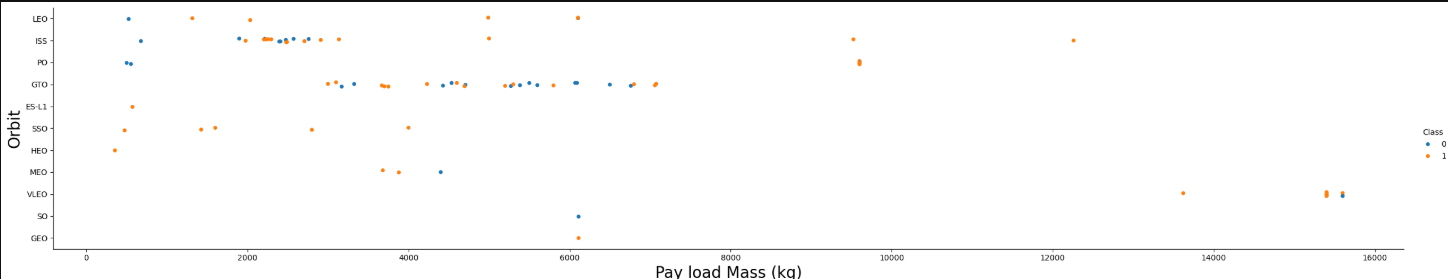 LEO
ISS
PO
GTO
ES-L1
SSO
HEO
MEO
VLEO
SO
GEO
Orbit
0 2000 4000 6000 8000 10000 12000 14000 16000
Pay load Mass (kg)
Class
0
1